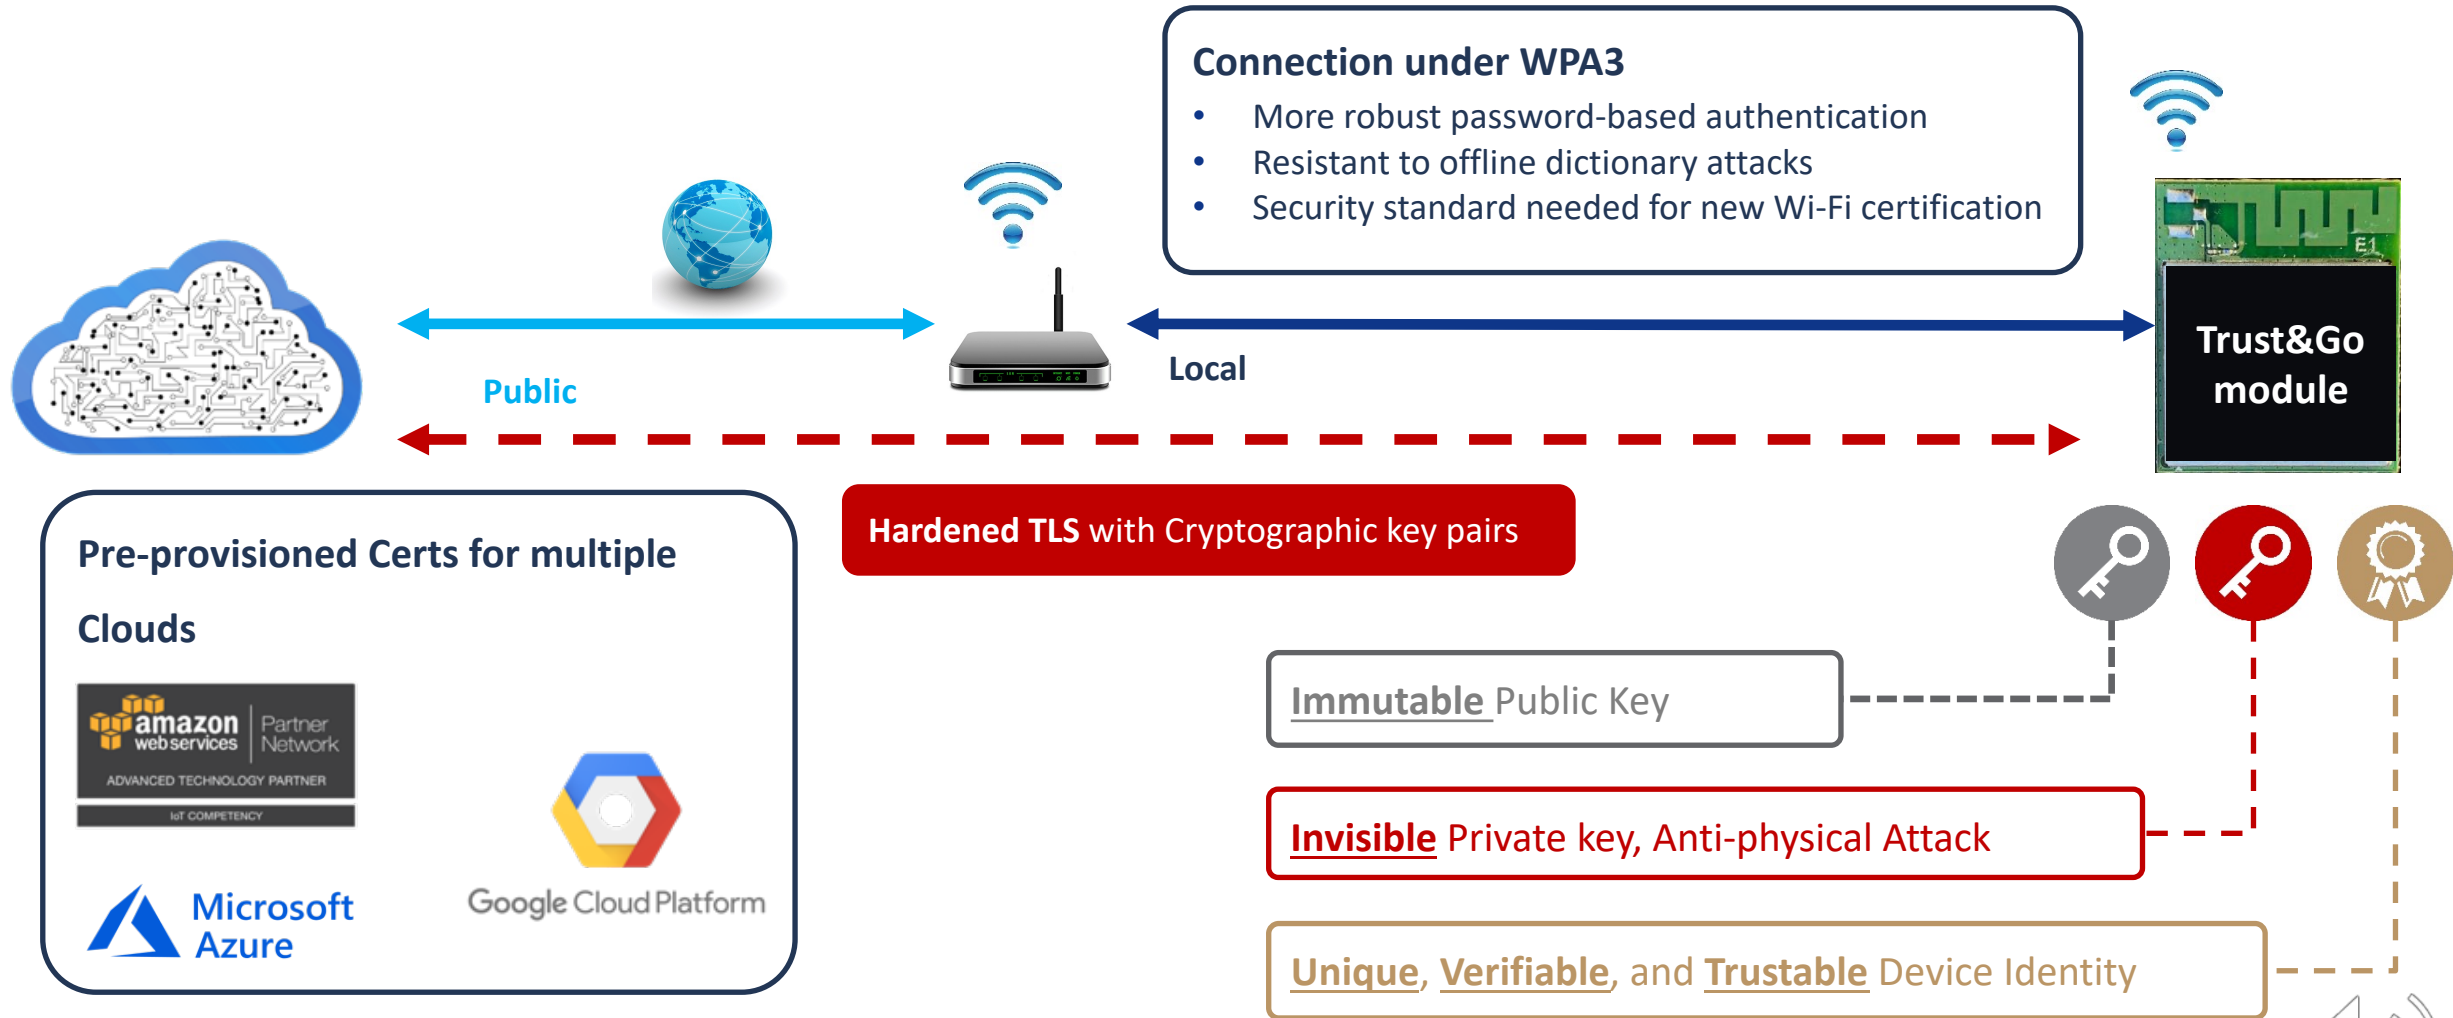 Connection under WPA3
• More robust password-based authentication
• Resistant to offline dictionary attacks
• Security standard needed for new Wi-Fi certification
E1
Trust&Go
module
Public
Local
Hardened TLS with Cryptographic key pairs
Pre-provisioned Certs for multiple
Clouds
amazon
web services
Partner
Network
ADVANCED TECHNOLOGY PARTNER
IoT COMPETENCY
Google Cloud Platform
Microsoft
Azure
Immutable Public Key
Invisible Private key, Anti-physical Attack
Unique, Verifiable, and Trustable Device Identity